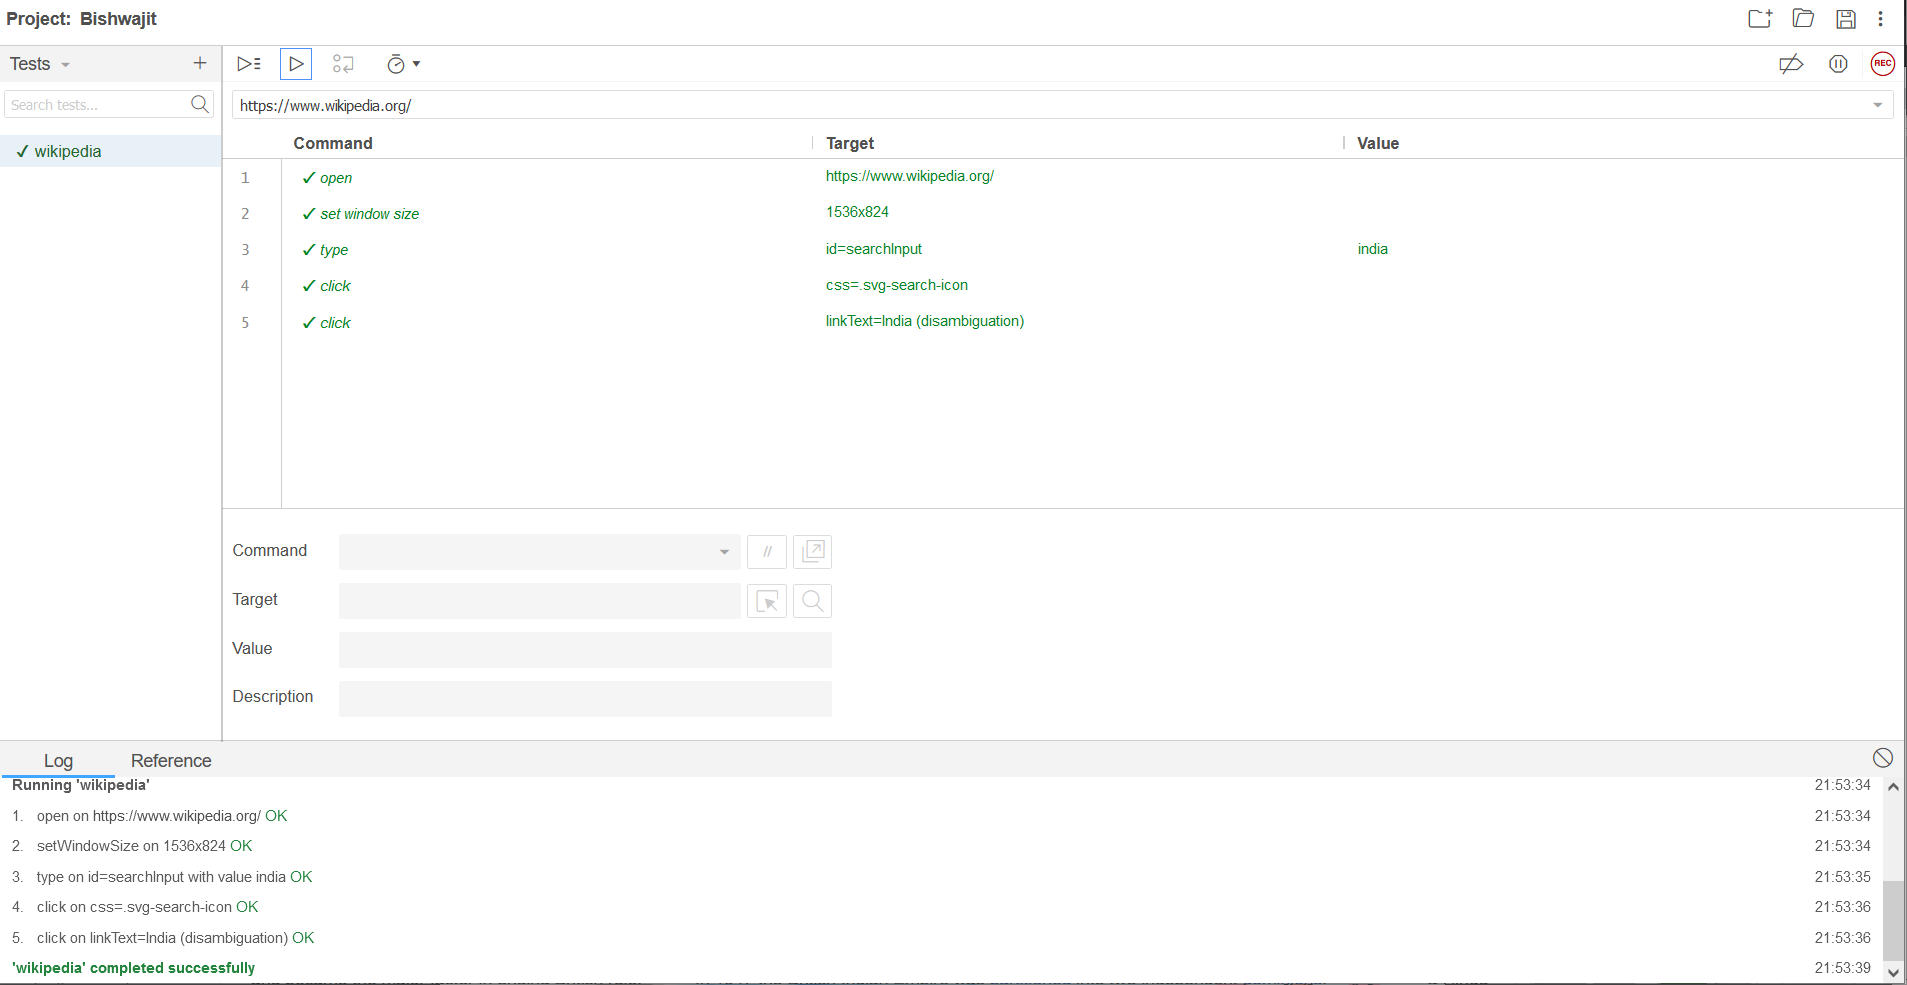 Project: Bishwajit
Tests
Search tests...
wikipedia
REC
https://www.wikipedia.org/
Command Target Value
1 open https://www.wikipedia.org/
2 set window size 1536x824
3 type id=searchInput india
4 click css=.svg-search-icon
5 click linkText=India (disambiguation)
Command //
Target
Value
Description
Log Reference
Running 'wikipedia' 21:53:34
1. open on https://www.wikipedia.org/ OK 21:53:34
2. setWindowSize on 1536x824 OK 21:53:34
3. type on id=searchInput with value india OK 21:53:35
4. click on css=.svg-search-icon OK 21:53:36
5. click on linkText=India (disambiguation) OK 21:53:36
'wikipedia' completed successfully 21:53:39